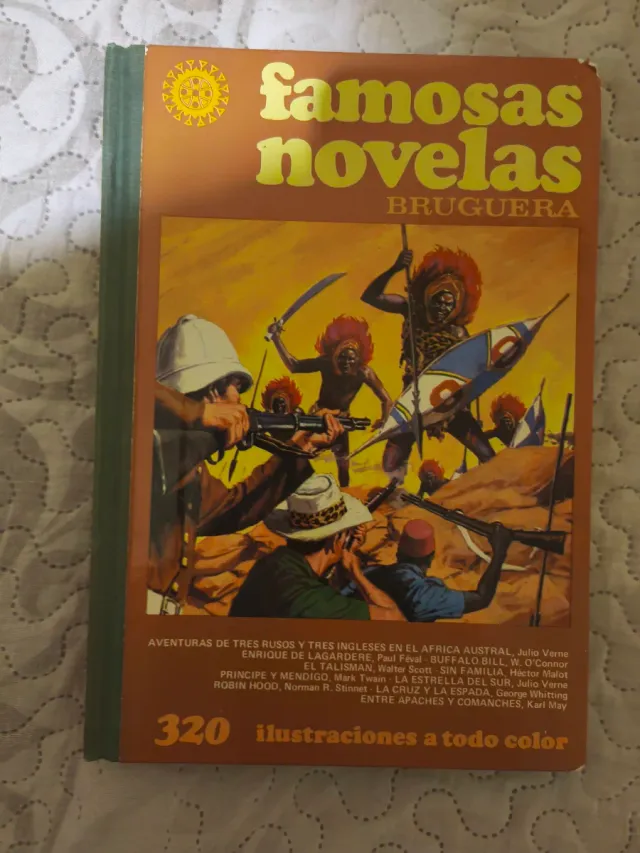 famosas
novelas
BRUGUERA
AVENTURAS DE TRES RUSOS Y TRES INGLESES EN EL AFRICA AUSTRAL, Julio Verne
ENRIQUE DE LAGARDERE, Paul Féval · BUFFALO BILL, W. O'Connor
EL TALISMAN, Walter Scott · SIN FAMILIA, Héctor Malot
PRINCIPE Y MENDIGO, Mark Twain · LA ESTRELLA DEL SUR, Julio Verne
ROBIN HOOD, Norman R. Stinnet · LA CRUZ Y LA ESPADA, George Whitting
ENTRE APACHES Y COMANCHES, Karl May
320 ilustraciones a todo color